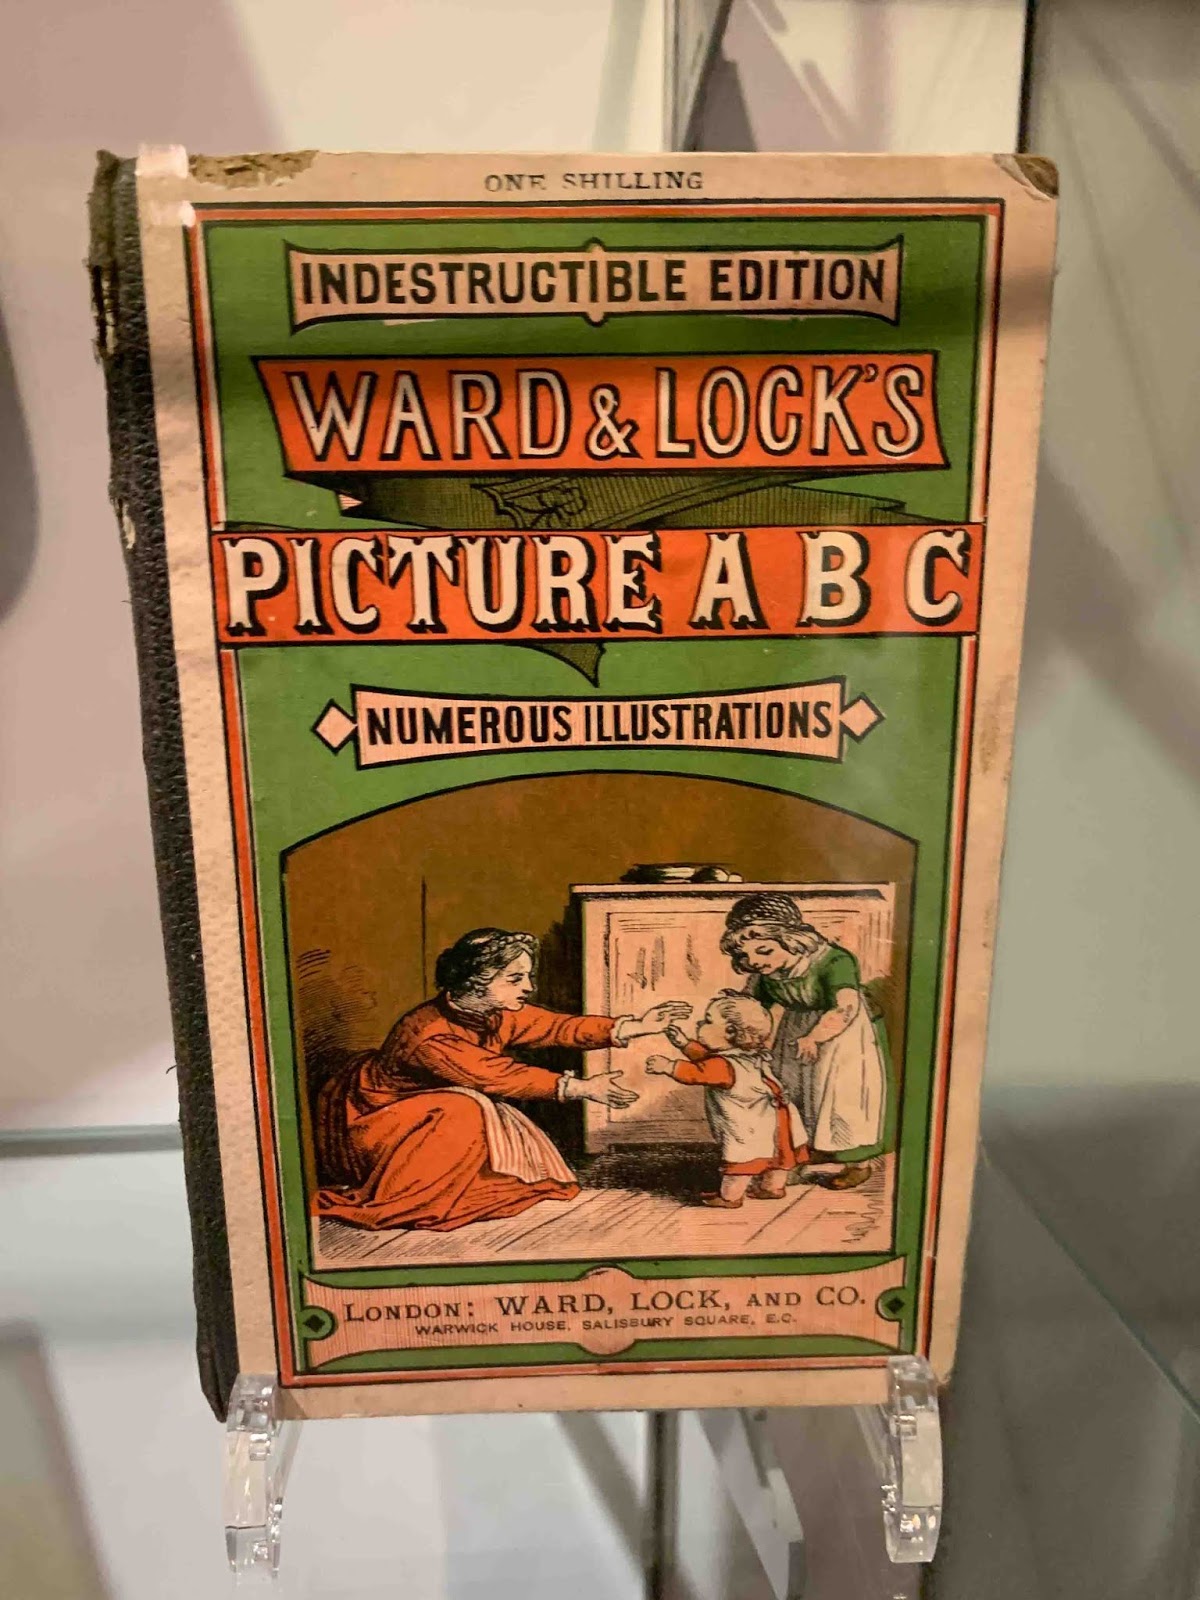 ONE SHILLING
INDESTRUCTIBLE EDITION
WARD & LOCK'S
PICTURE A B C
NUMEROUS ILLUSTRATIONS
LONDON: WARD, LOCK, AND CO.
WARWICK HOUSE, SALISBURY SQUARE, E.C.